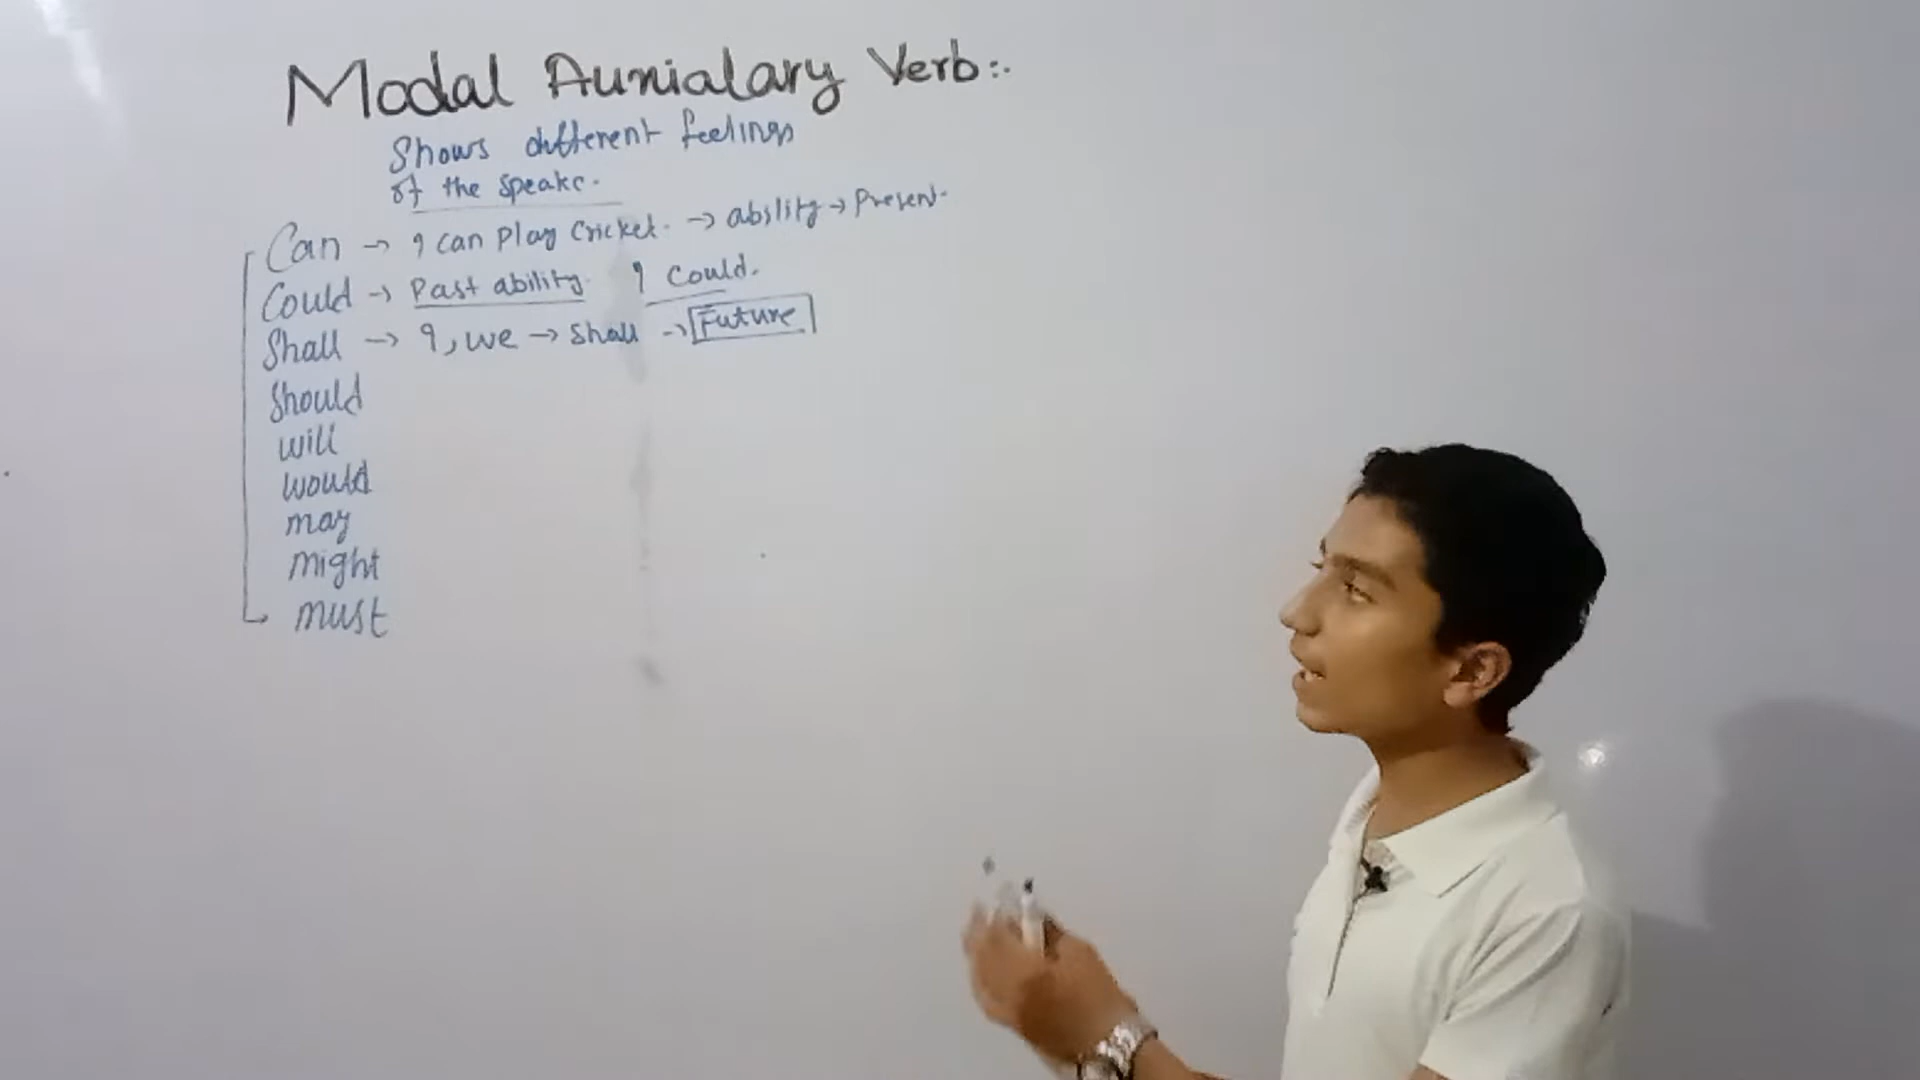 Modal Auxialary Verb:.
Shows different feelings
of the speake.
Can → I can play Cricket. → ability → Present.
Could → Past ability. I could.
Shall → I, we → Shall → Future
Should
will
would
may
might
must